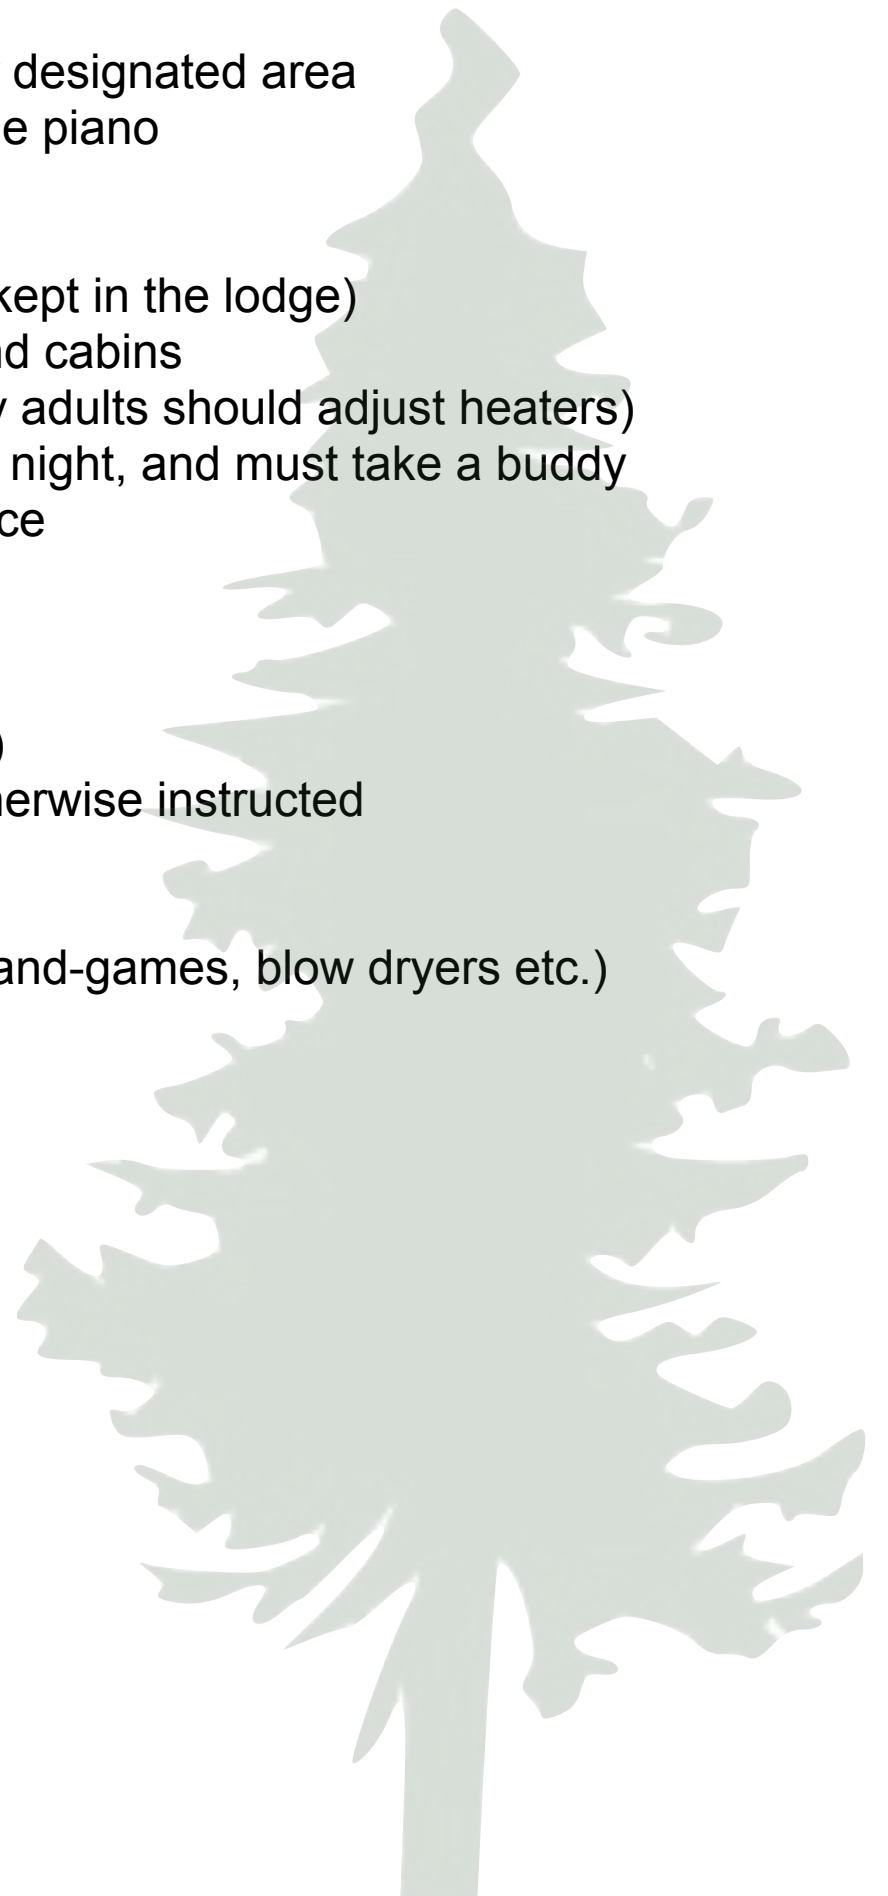 designated area
e piano
kept in the lodge)
nd cabins
y adults should adjust heaters)
night, and must take a buddy
ce
)
herwise instructed
and-games, blow dryers etc.)